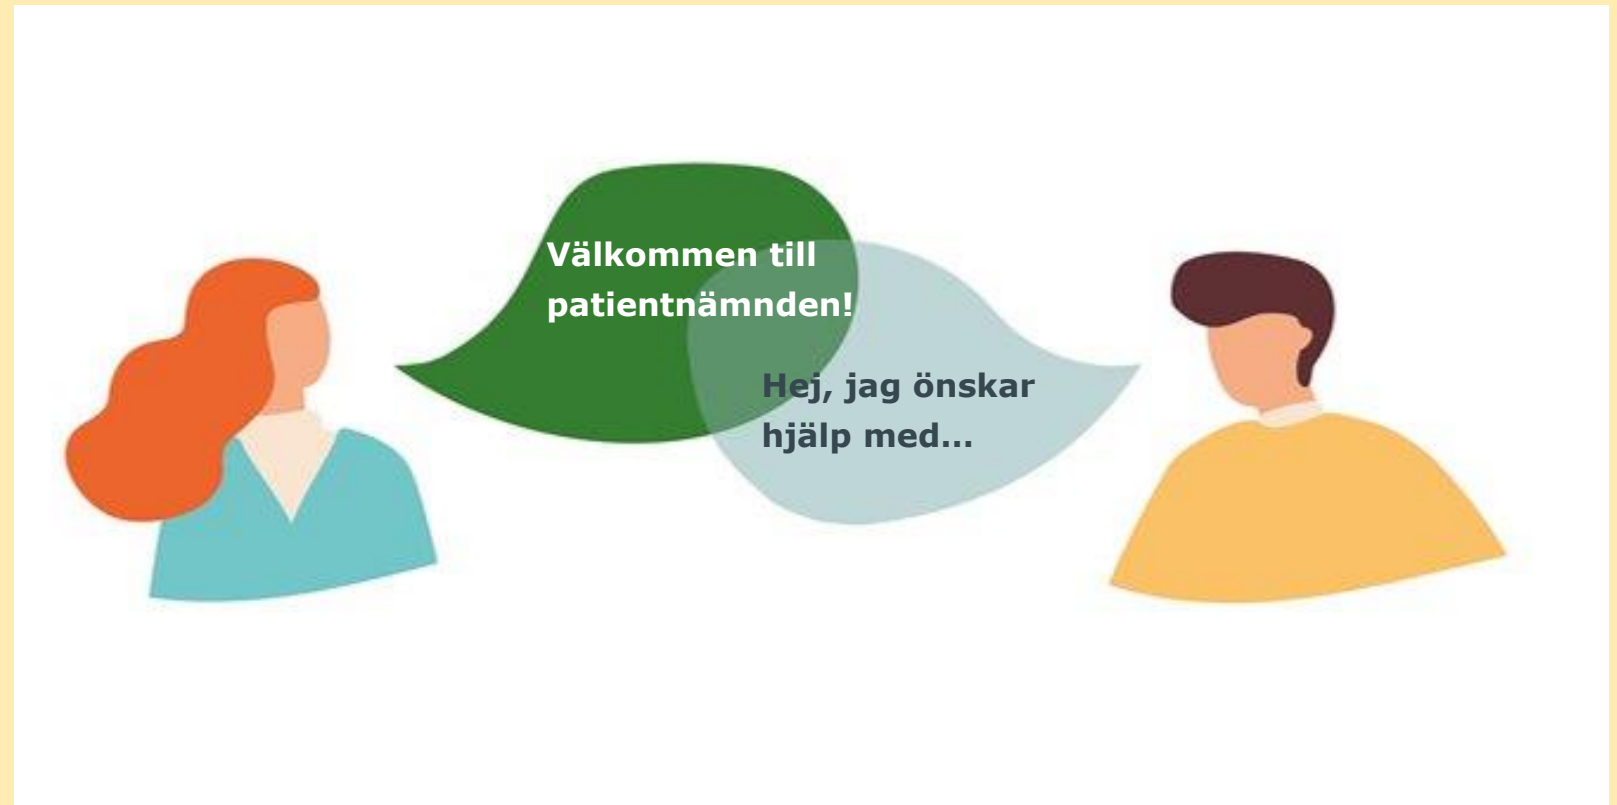 Välkommen till
patientnämnden!
Hej, jag önskar
hjälp med...